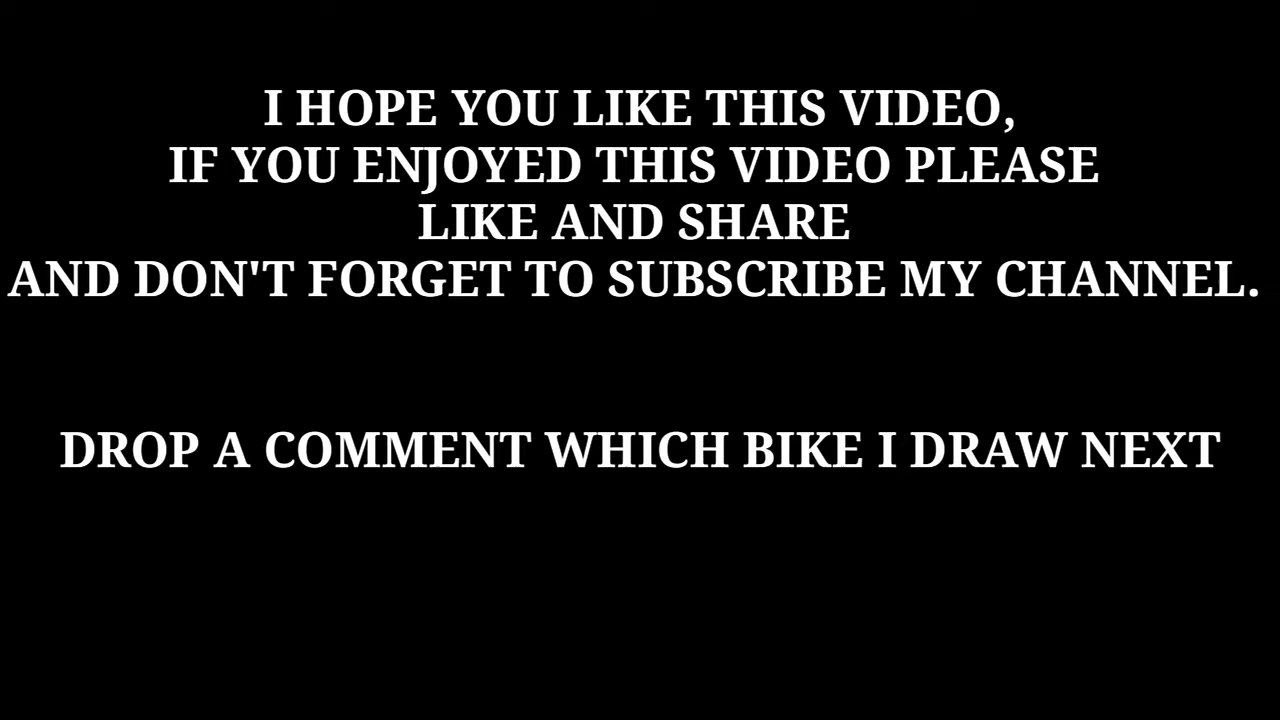 I HOPE YOU LIKE THIS VIDEO,
IF YOU ENJOYED THIS VIDEO PLEASE
LIKE AND SHARE
AND DON'T FORGET TO SUBSCRIBE MY CHANNEL.
DROP A COMMENT WHICH BIKE I DRAW NEXT